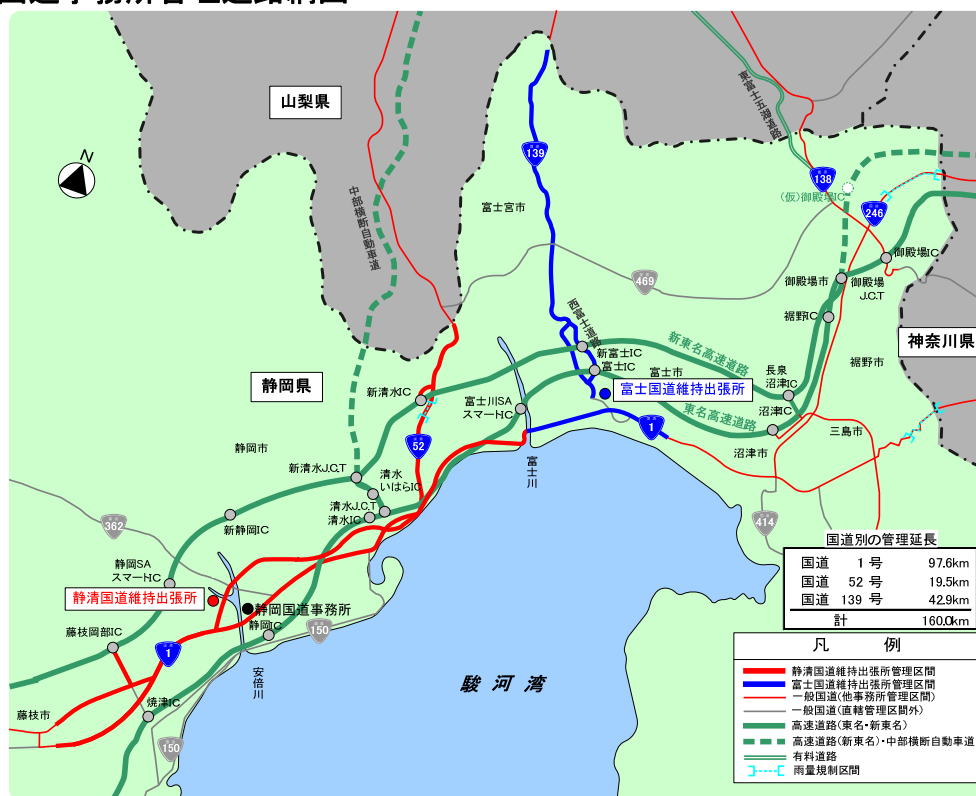 国道事務所管理道路網図
N
山梨県
中部横断自動車道
東富士五湖道路
139
138
(仮)御殿場IC
246
富士宮市
469
御殿場IC
御殿場市
御殿場
J.C.T
裾野IC
神奈川県
西富士道路
新東名高速道路
新富士IC
富士IC
富士市
裾野市
静岡県
長泉
沼津IC
新清水IC
富士川SA
スマートIC
富士国道維持出張所
東名高速道路
沼津IC
1
三島市
52
沼津市
静岡市
富士川
新清水J.C.T
清水
いはらIC
清水J.C.T
清水IC
362
新静岡IC
414
静岡SA
スマートIC
静清国道維持出張所
静岡国道事務所
静岡IC
150
藤枝岡部IC
1
安倍川
駿河湾
焼津IC
藤枝市
150
国道別の管理延長
国道 1 号 97.6km
国道 52 号 19.5km
国道 139 号 42.9km
計 160.0km
凡 例
静清国道維持出張所管理区間
富士国道維持出張所管理区間
一般国道(他事務所管理区間)
一般国道(直轄管理区間外)
高速道路(東名・新東名)
高速道路(新東名)・中部横断自動車道
有料道路
雨量規制区間